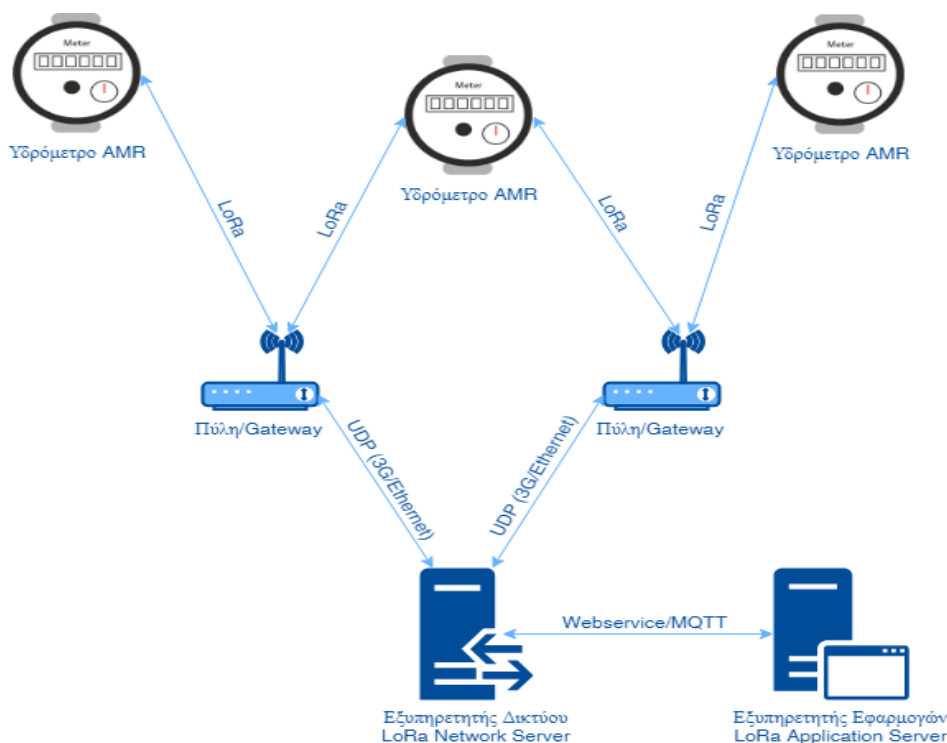 Meter
Υδρόμετρο AMR
Meter
Υδρόμετρο AMR
Meter
Υδρόμετρο AMR
LoRa
LoRa
LoRa
LoRa
Πύλη/Gateway
Πύλη/Gateway
UDP (3G/Ethernet)
UDP (3G/Ethernet)
Webservice/MQTT
Εξυπηρετητής Δικτύου
LoRa Network Server
Εξυπηρετητής Εφαρμογών
LoRa Application Server